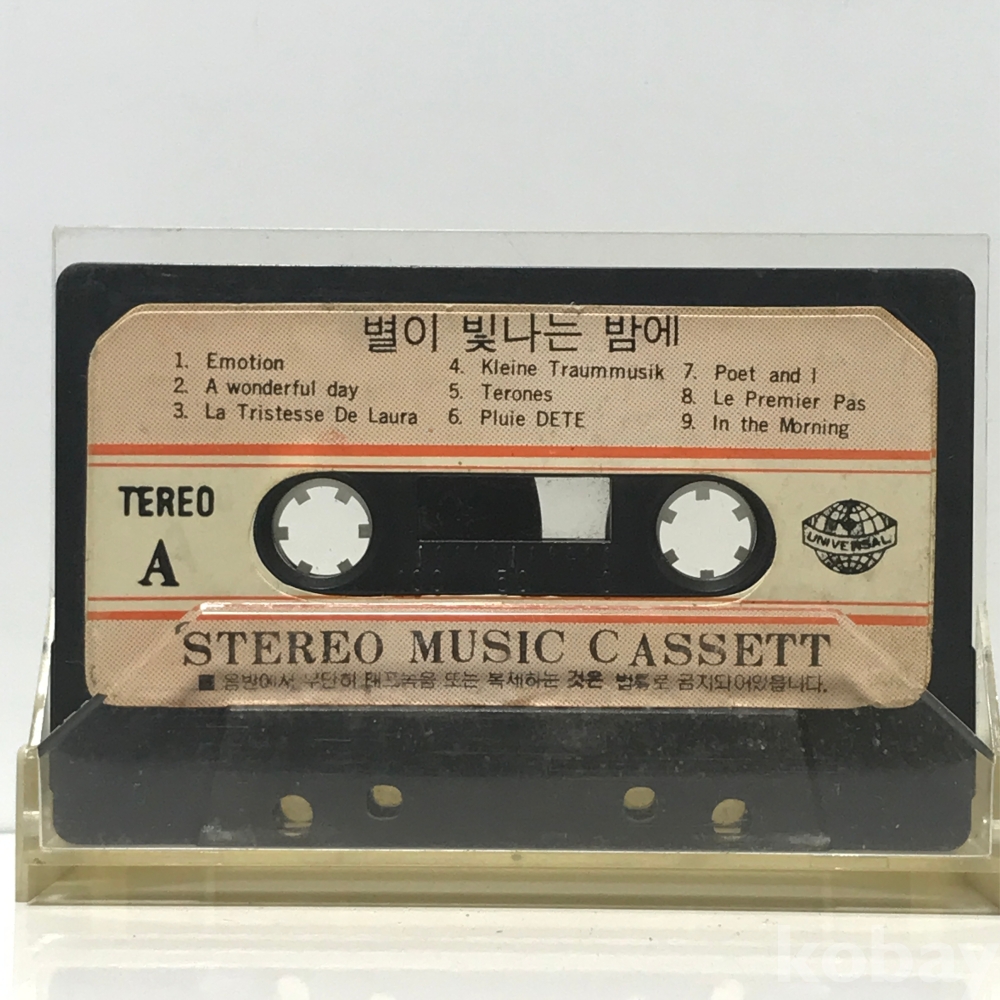 별이 빛나는 밤에
1. Emotion
2. A wonderful day
3. La Tristesse De Laura
4. Kleine Traummusik
5. Terones
6. Pluie DETE
7. Poet and I
8. Le Premier Pas
9. In the Morning
TEREO
A
UNIVERSAL
STEREO MUSIC CASSETT
■ 음반에서 무단히 테프녹음 또는 복제하는 것은 법률로 금지되어있읍니다.
kobay